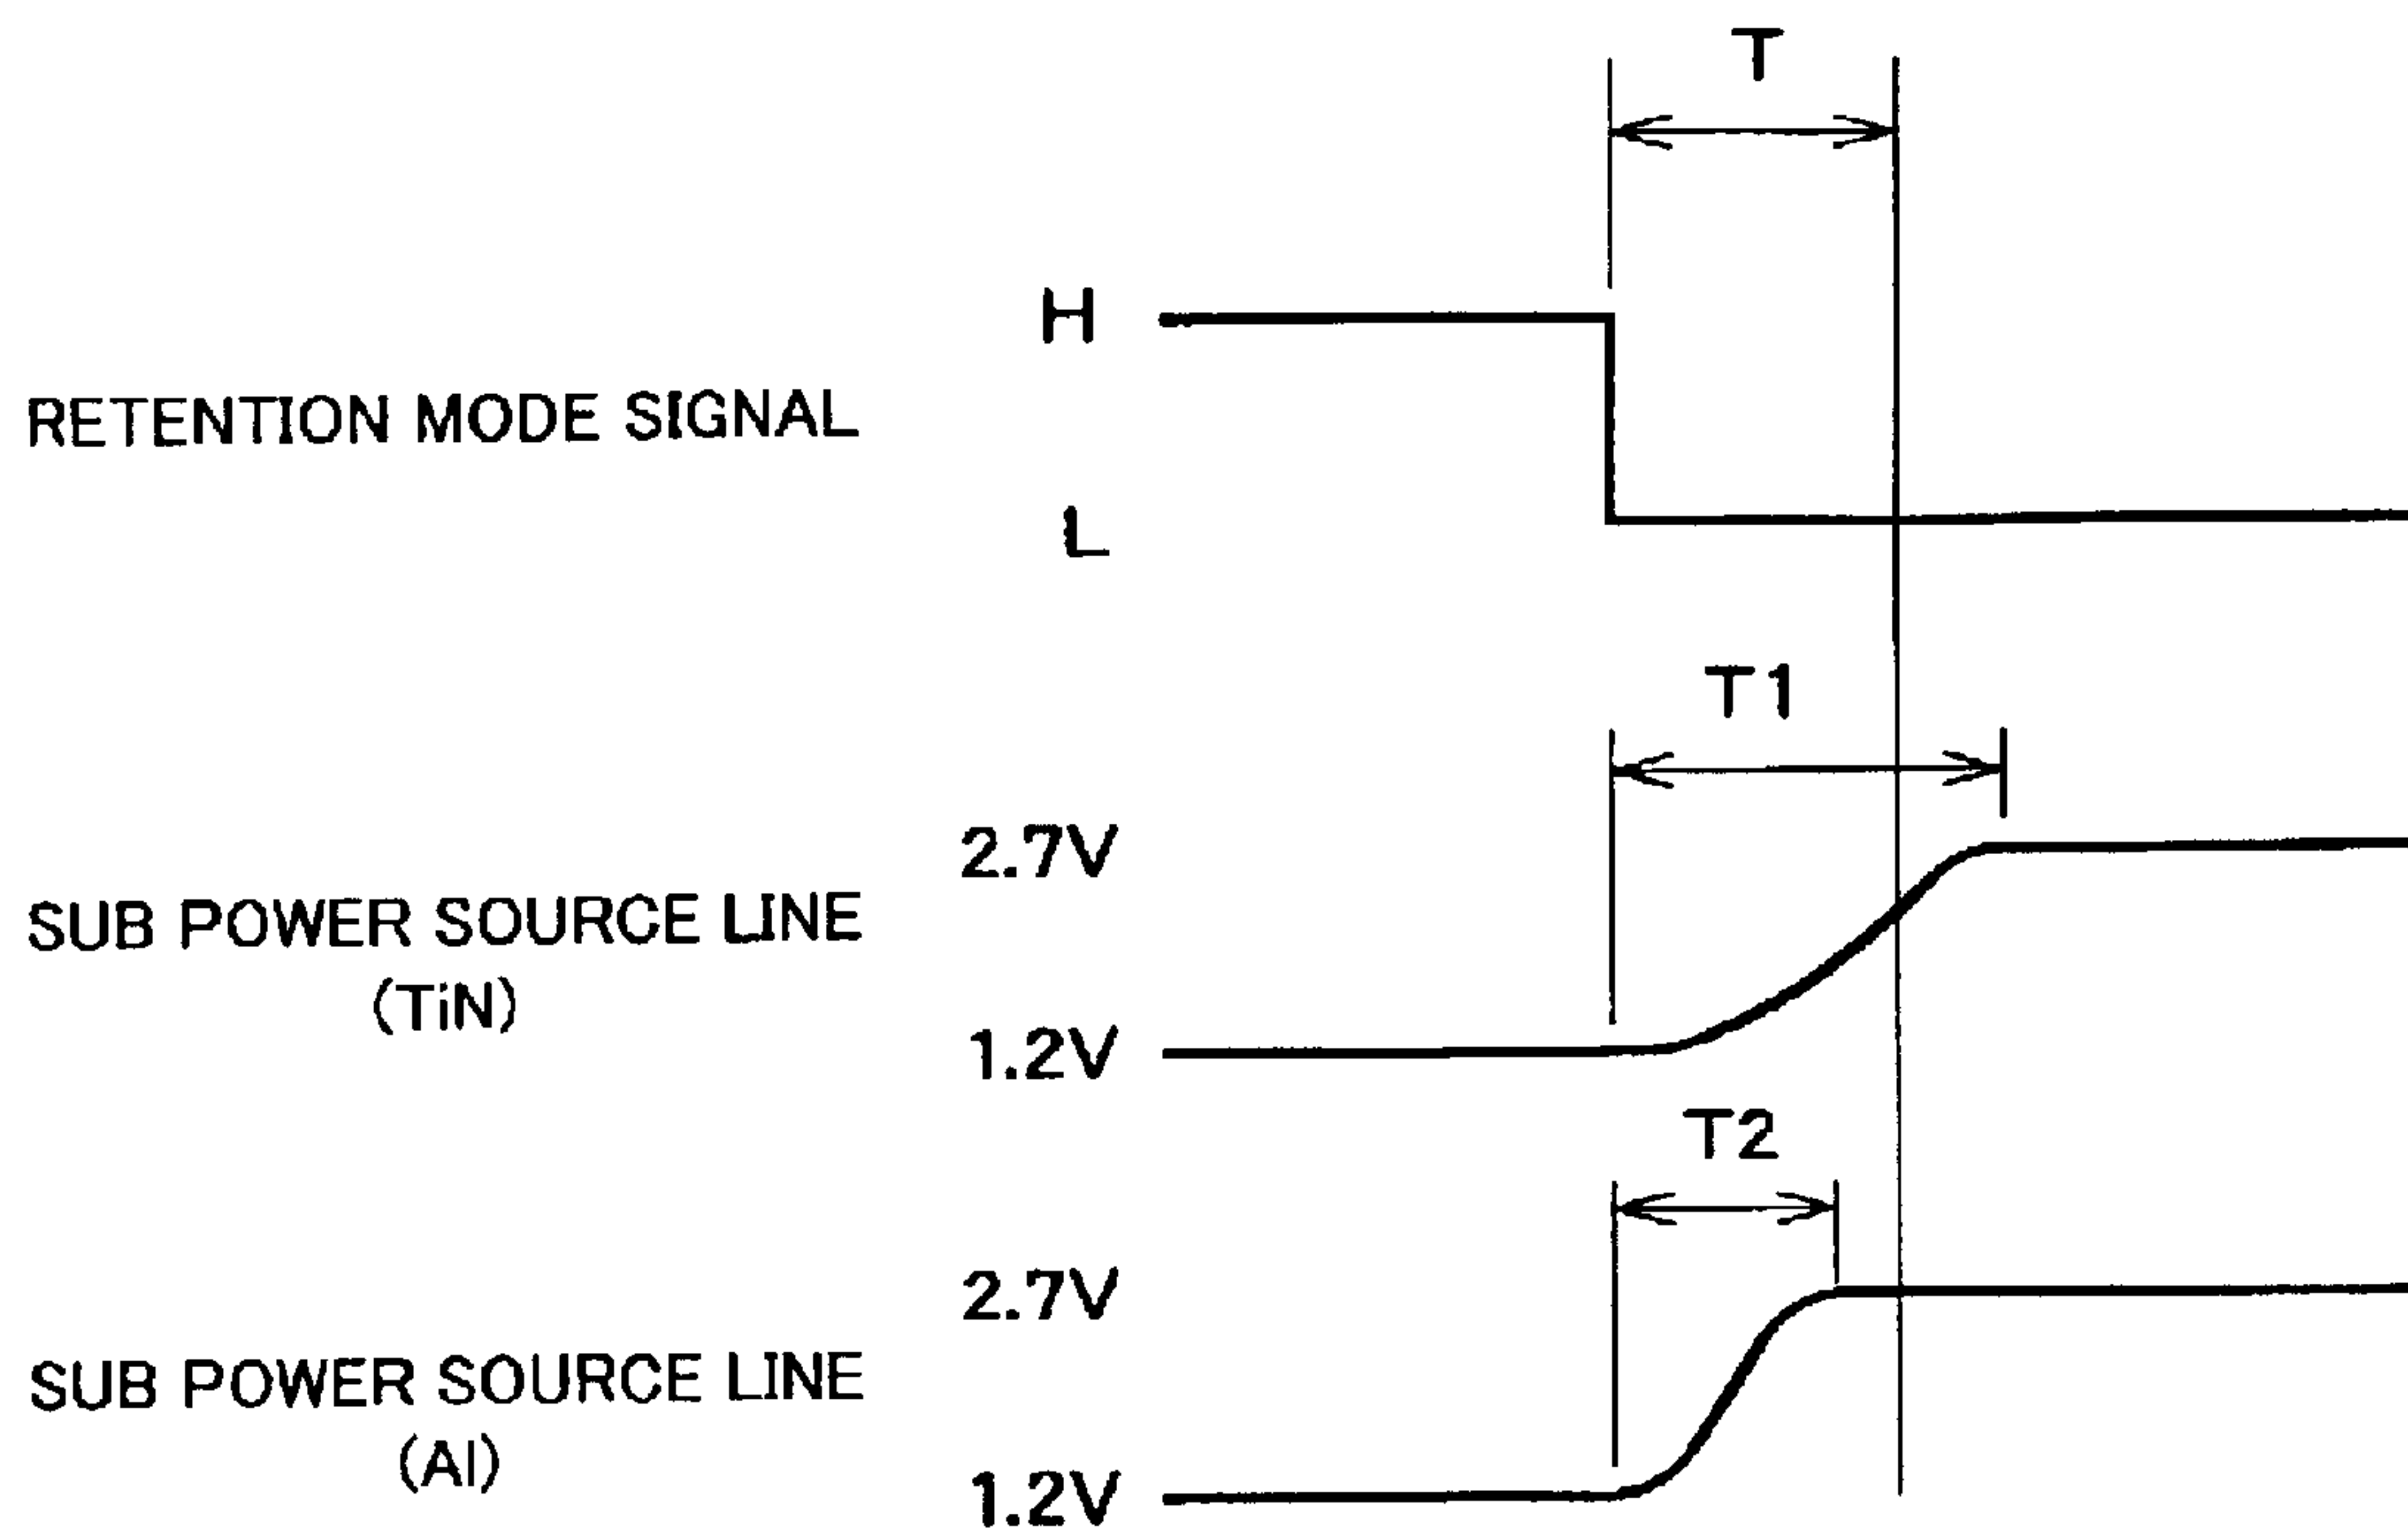 T
H
RETENTION MODE SIGNAL
L
T1
2.7V
SUB POWER SOURCE LINE
(TiN)
1.2V
T2
2.7V
SUB POWER SOURCE LINE
(Al)
1.2V